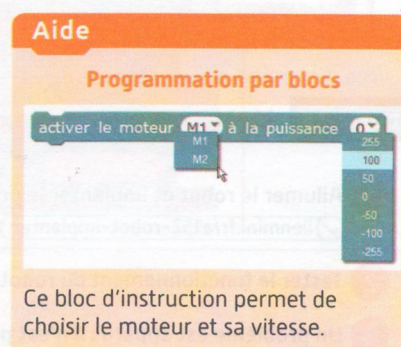 Aide
Programmation par blocs
activer le moteur M1 à la puissance 0
M1
M2
255
100
50
0
-50
-100
-255
Ce bloc d'instruction permet de
choisir le moteur et sa vitesse.